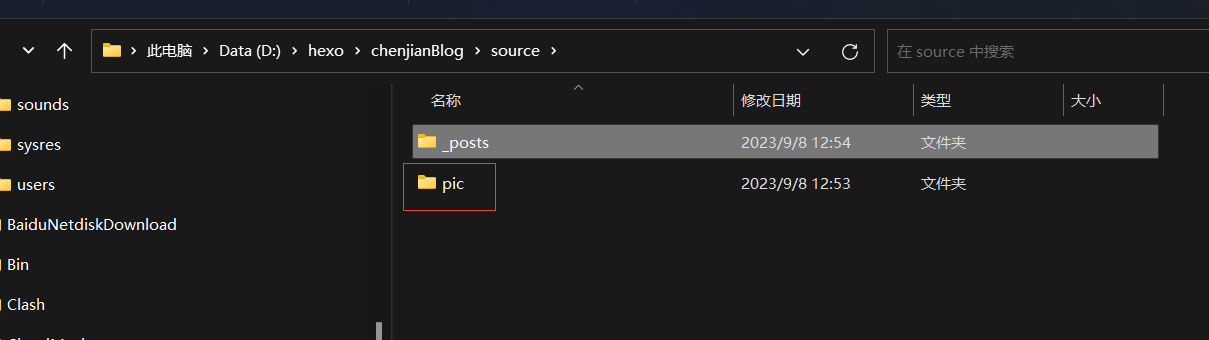 此电脑 > Data (D:) > hexo > chenjianBlog > source >
在 source 中搜索
sounds
sysres
users
BaiduNetdiskDownload
Bin
Clash
名称 修改日期 类型 大小
_posts 2023/9/8 12:54 文件夹
pic 2023/9/8 12:53 文件夹